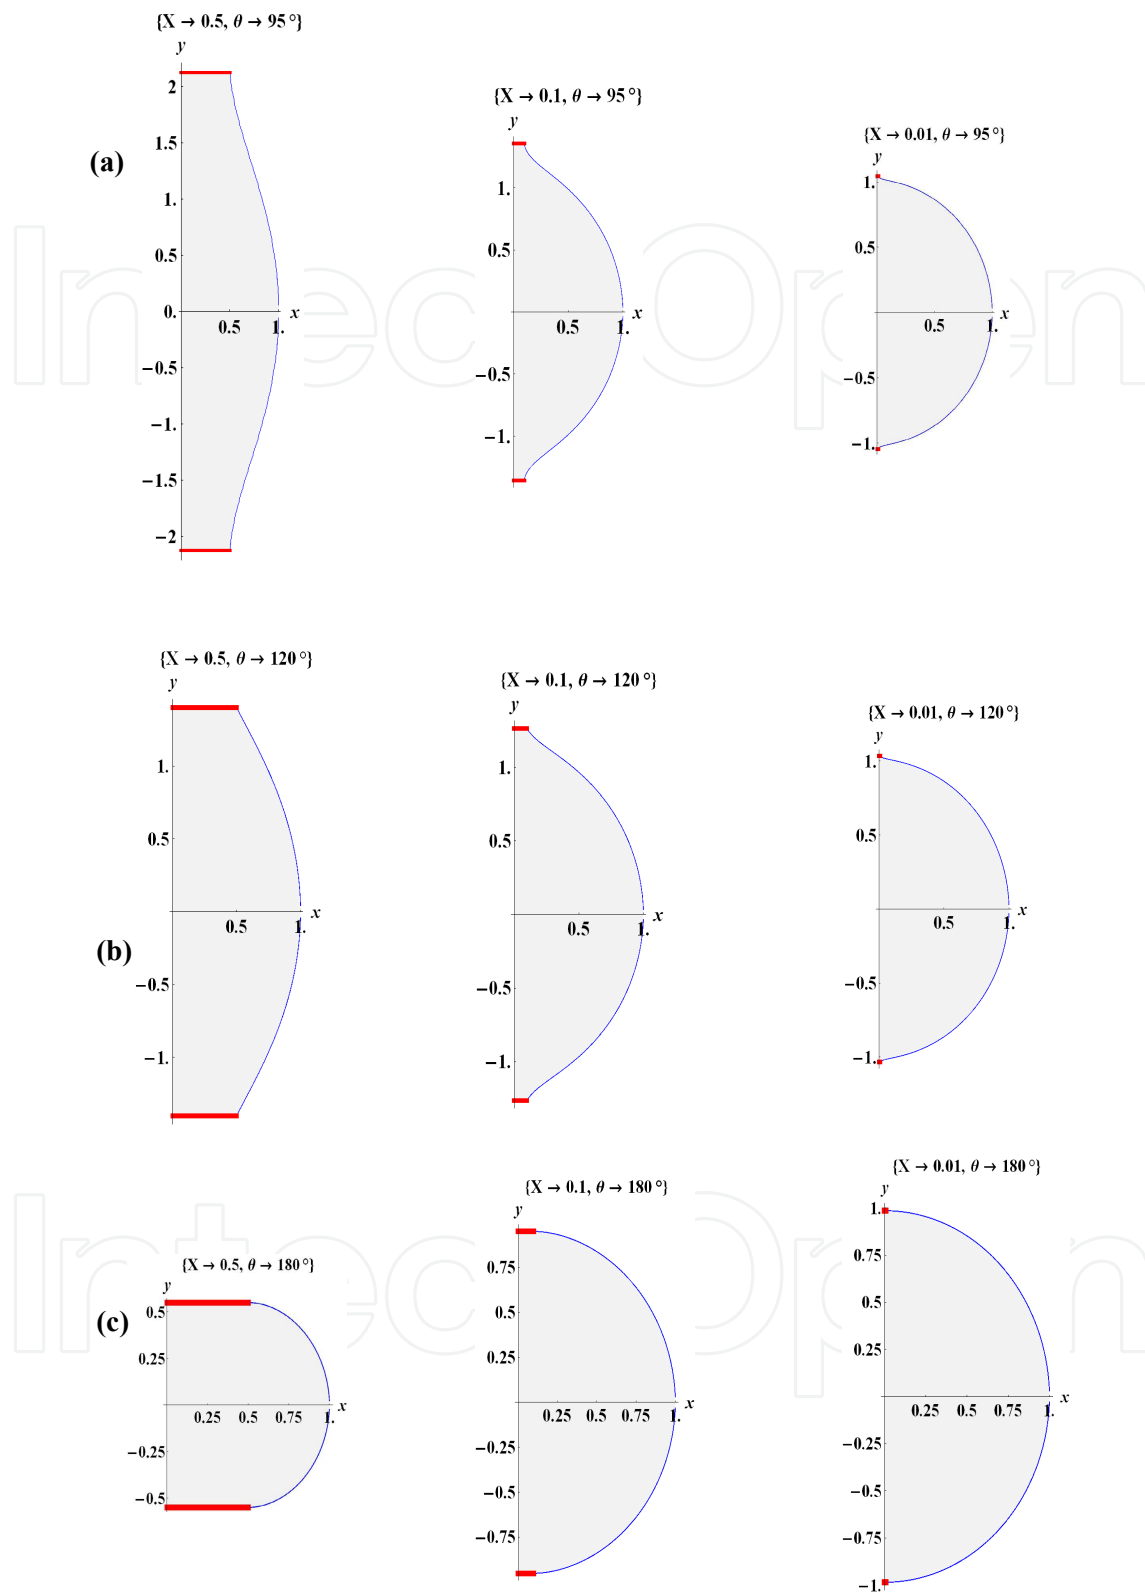 {X → 0.5, θ → 95 °}
y
2
1.5
1.
0.5
0.
−0.5
−1.
−1.5
−2
0.5
1.
x
(a)
{X → 0.1, θ → 95 °}
y
1.
0.5
−0.5
−1.
0.5
1.
x
{X → 0.01, θ → 95 °}
y
1.
0.5
−0.5
−1.
0.5
1.
x
IntechOpen
{X → 0.5, θ → 120 °}
y
1.
0.5
−0.5
−1.
0.5
1.
x
(b)
{X → 0.1, θ → 120 °}
y
1.
0.5
−0.5
−1.
0.5
1.
x
{X → 0.01, θ → 120 °}
y
1.
0.5
−0.5
−1.
0.5
1.
x
{X → 0.5, θ → 180 °}
y
0.5
0.25
−0.25
−0.5
0.25
0.5
0.75
1.
x
(c)
{X → 0.1, θ → 180 °}
y
0.75
0.5
0.25
−0.25
−0.5
−0.75
0.25
0.5
0.75
1.
x
{X → 0.01, θ → 180 °}
y
1.
0.75
0.5
0.25
−0.25
−0.5
−0.75
−1.
0.25
0.5
0.75
1.
x
IntechOpen